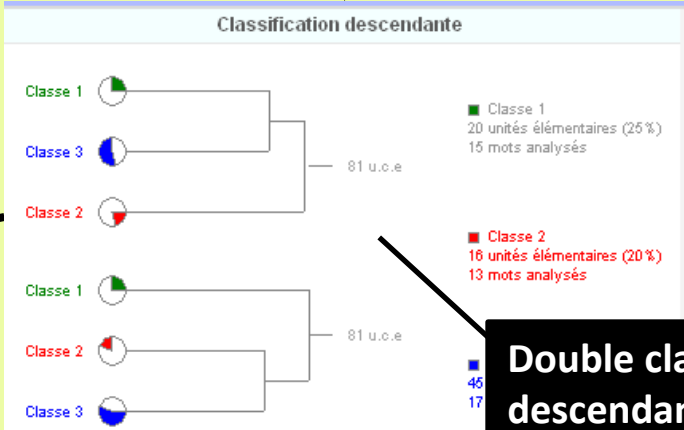 Classification descendante
Classe 1
Classe 3
81 u.c.e
Classe 2
Classe 1
81 u.c.e
Classe 2
Classe 3
Classe 1
20 unités élémentaires (25%)
15 mots analysés
Classe 2
16 unités élémentaires (20%)
13 mots analysés
45
17
Double cla
descendan